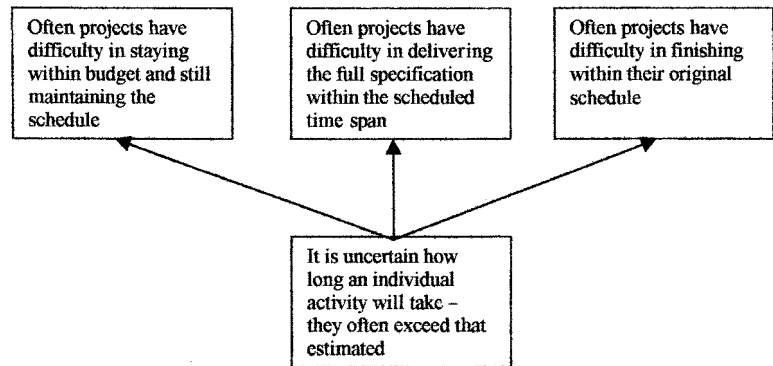 Often projects have
difficulty in staying
within budget and still
maintaining the
schedule
Often projects have
difficulty in delivering
the full specification
within the scheduled
time span
Often projects have
difficulty in finishing
within their original
schedule
It is uncertain how
long an individual
activity will take –
they often exceed that
estimated